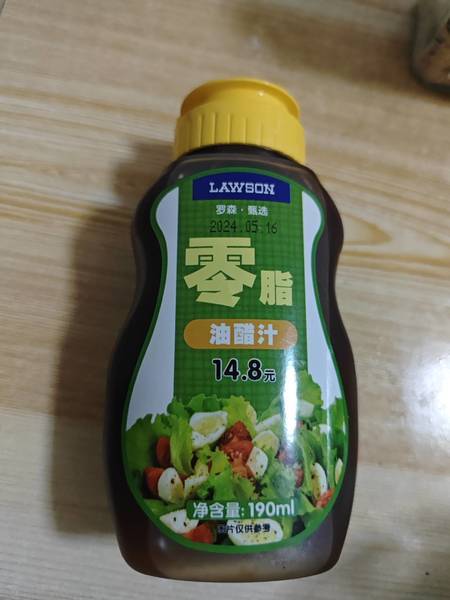 LAWSON
罗森·甄选
2024.05.16
零脂
油醋汁
14.8元
净含量:190ml
图片仅供参考